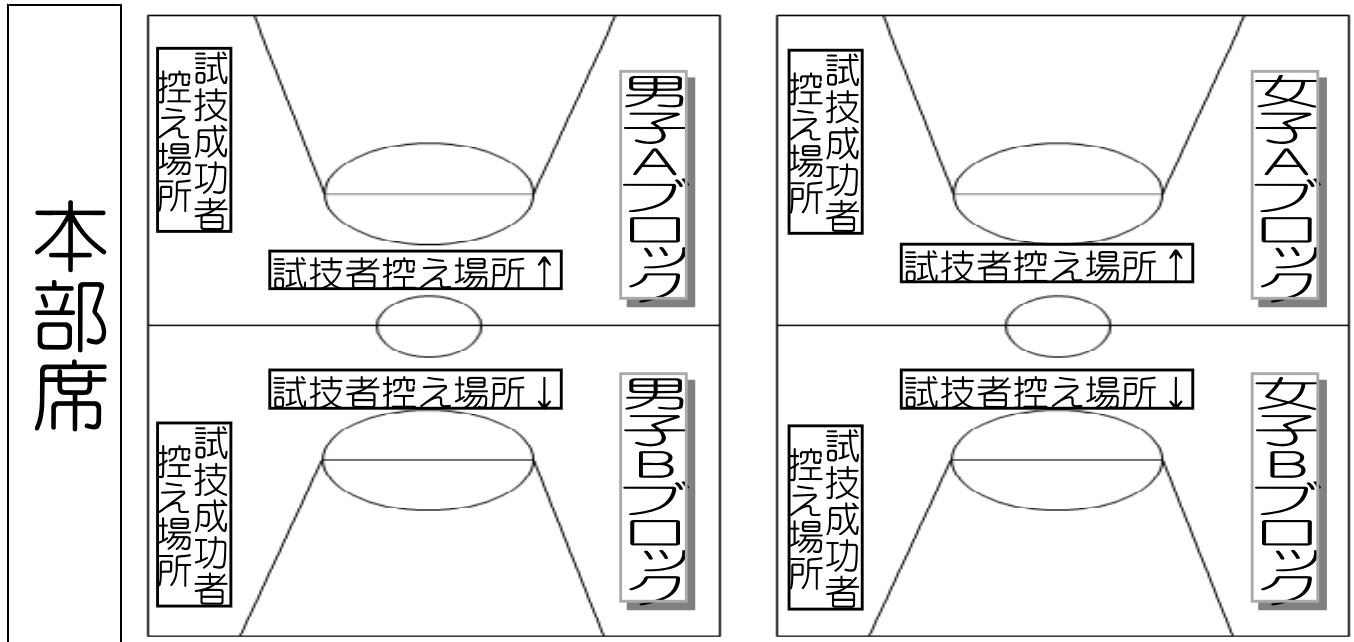 本部席
試技成功者
控え場所
男子Aブロック
試技者控え場所↑
試技者控え場所↓
試技成功者
控え場所
男子Bブロック
試技成功者
控え場所
女子Aブロック
試技者控え場所↑
試技者控え場所↓
試技成功者
控え場所
女子Bブロック